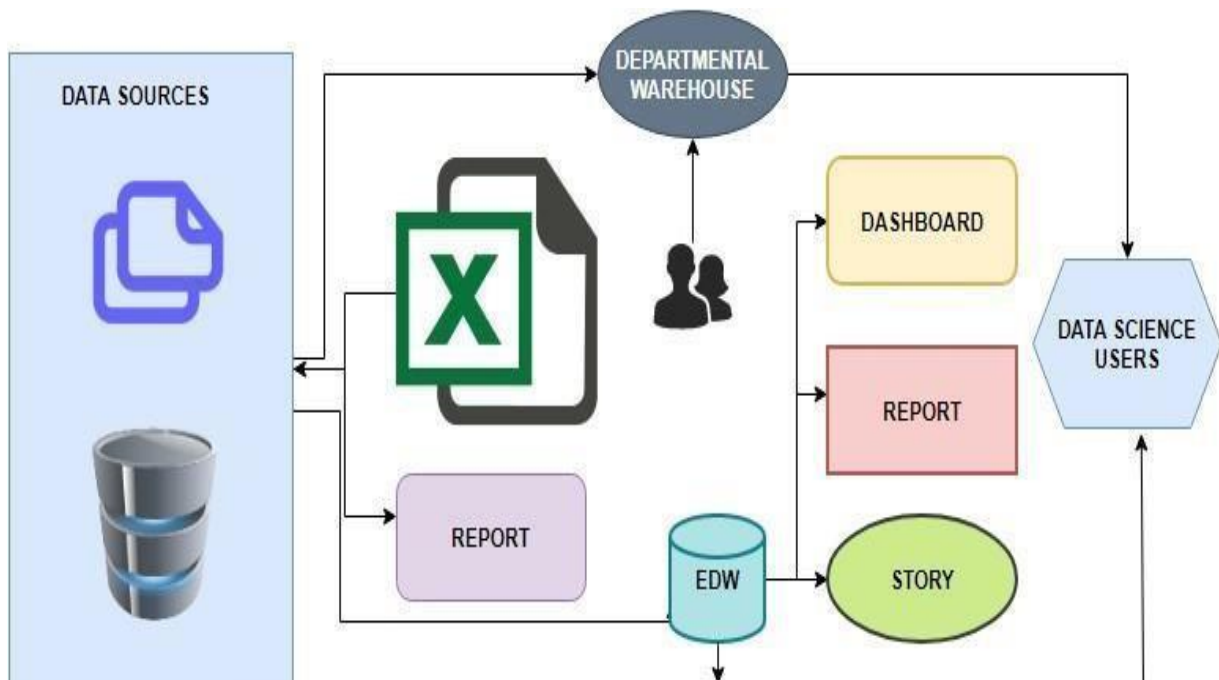 DATA SOURCES
DEPARTMENTAL
WAREHOUSE
X
DASHBOARD
DATA SCIENCE
USERS
REPORT
REPORT
EDW
STORY